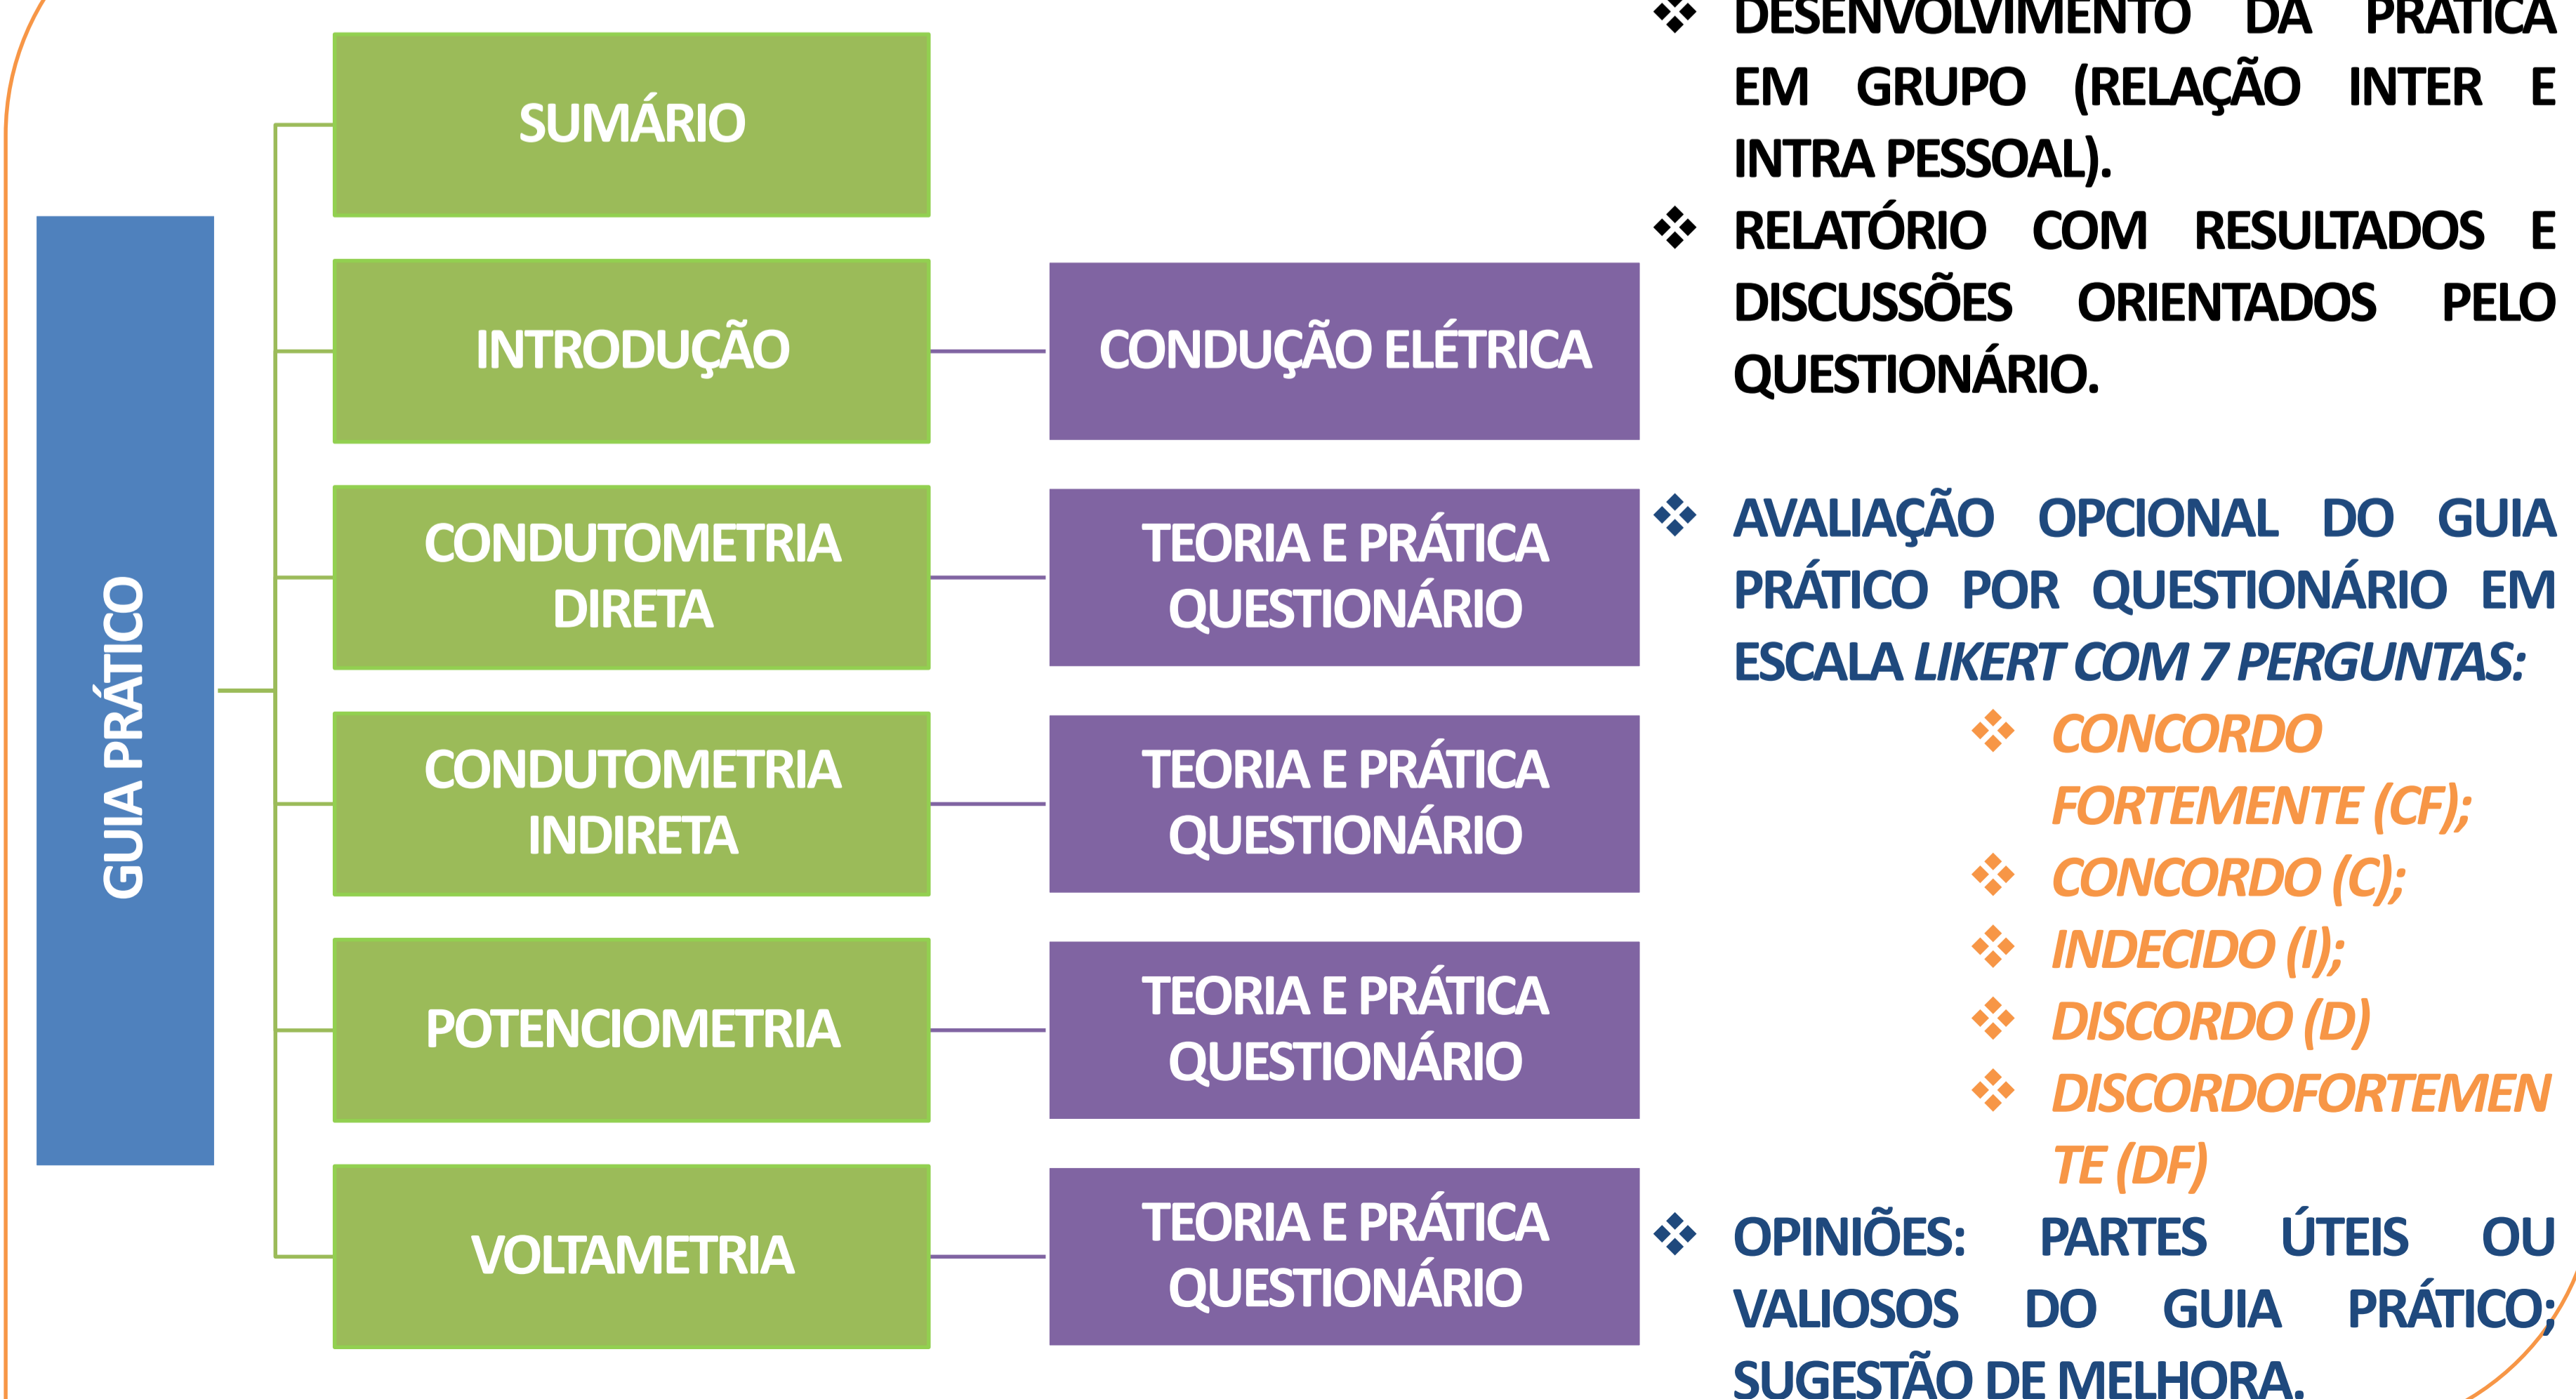 GUIA PRÁTICO
SUMÁRIO
INTRODUÇÃO
CONDUÇÃO ELÉTRICA
CONDUTOMETRIA
DIRETA
TEORIA E PRÁTICA
QUESTIONÁRIO
CONDUTOMETRIA
INDIRETA
TEORIA E PRÁTICA
QUESTIONÁRIO
POTENCIOMETRIA
TEORIA E PRÁTICA
QUESTIONÁRIO
VOLTAMETRIA
TEORIA E PRÁTICA
QUESTIONÁRIO
❖ DESENVOLVIMENTO DA PRÁTICA
EM GRUPO (RELAÇÃO INTER E
INTRA PESSOAL).
❖ RELATÓRIO COM RESULTADOS E
DISCUSSÕES ORIENTADOS PELO
QUESTIONÁRIO.
❖ AVALIAÇÃO OPCIONAL DO GUIA
PRÁTICO POR QUESTIONÁRIO EM
ESCALA LIKERT COM 7 PERGUNTAS:
❖ CONCORDO
FORTEMENTE (CF);
❖ CONCORDO (C);
❖ INDECIDO (I);
❖ DISCORDO (D)
❖ DISCORDOFORTEMEN
TE (DF)
❖ OPINIÕES: PARTES ÚTEIS OU
VALIOSOS DO GUIA PRÁTICO;
SUGESTÃO DE MELHORA.